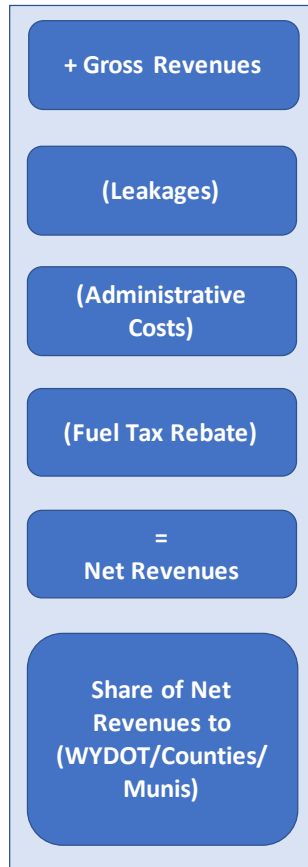 + Gross Revenues
(Leakages)
(Administrative
Costs)
(Fuel Tax Rebate)
=
Net Revenues
Share of Net
Revenues to
(WYDOT/Counties/
Munis)